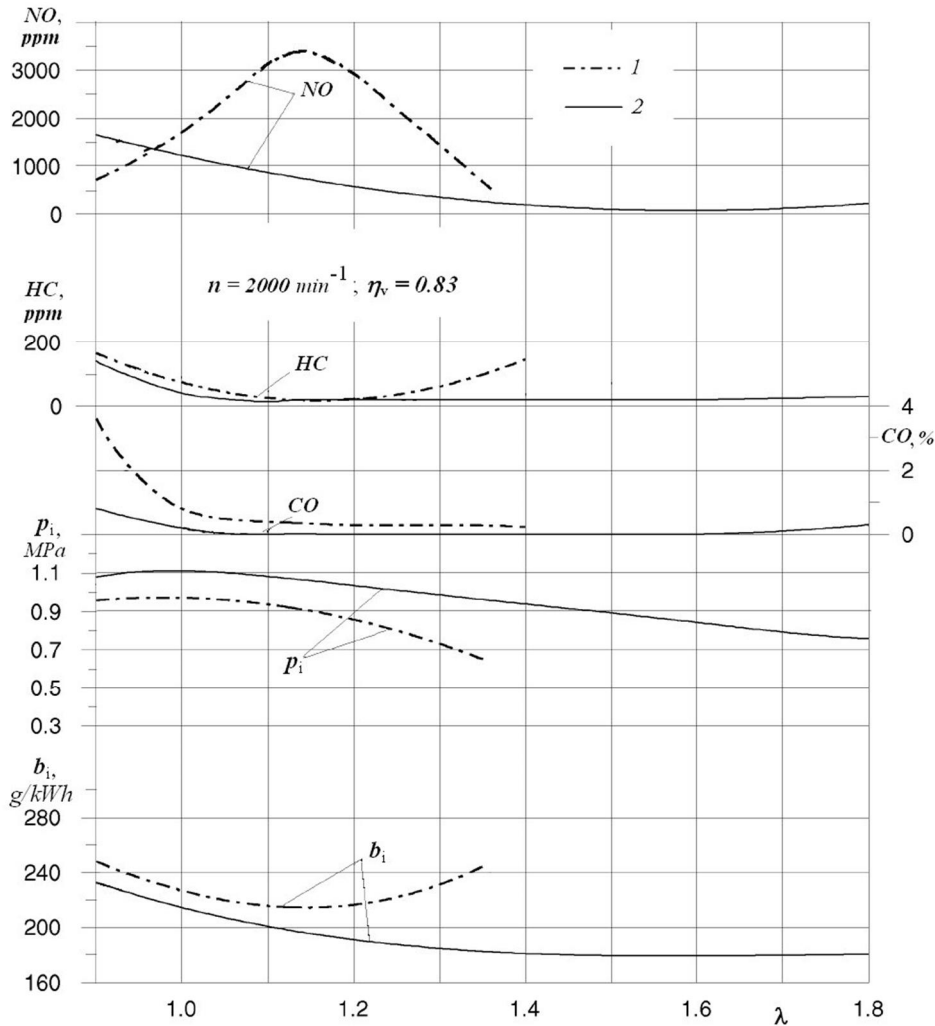 NO,
ppm
3000
2000
1000
0
NO
1
2
n = 2000 min⁻¹; ηᵥ = 0.83
HC,
ppm
200
0
HC
4
CO, %
2
0
CO
pᵢ,
MPa
1.1
0.9
0.7
0.5
0.3
pᵢ
bᵢ,
g/kWh
280
240
200
160
bᵢ
1.0
1.2
1.4
1.6
λ
1.8